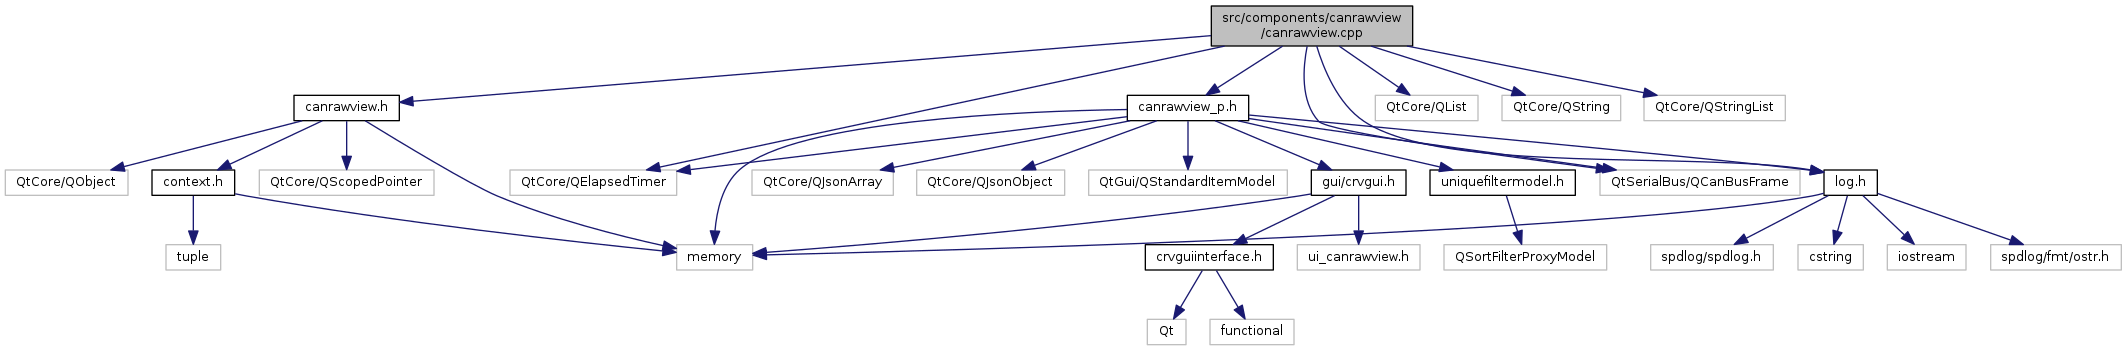 src/components/canrawview
/canrawview.cpp
canrawview.h
canrawview_p.h
QtCore/QList
QtCore/QString
QtCore/QStringList
QtCore/QObject
context.h
QtCore/QScopedPointer
QtCore/QElapsedTimer
QtCore/QJsonArray
QtCore/QJsonObject
QtGui/QStandardItemModel
gui/crvgui.h
uniquefiltermodel.h
QtSerialBus/QCanBusFrame
log.h
tuple
memory
crvguiinterface.h
ui_canrawview.h
QSortFilterProxyModel
spdlog/spdlog.h
cstring
iostream
spdlog/fmt/ostr.h
Qt
functional